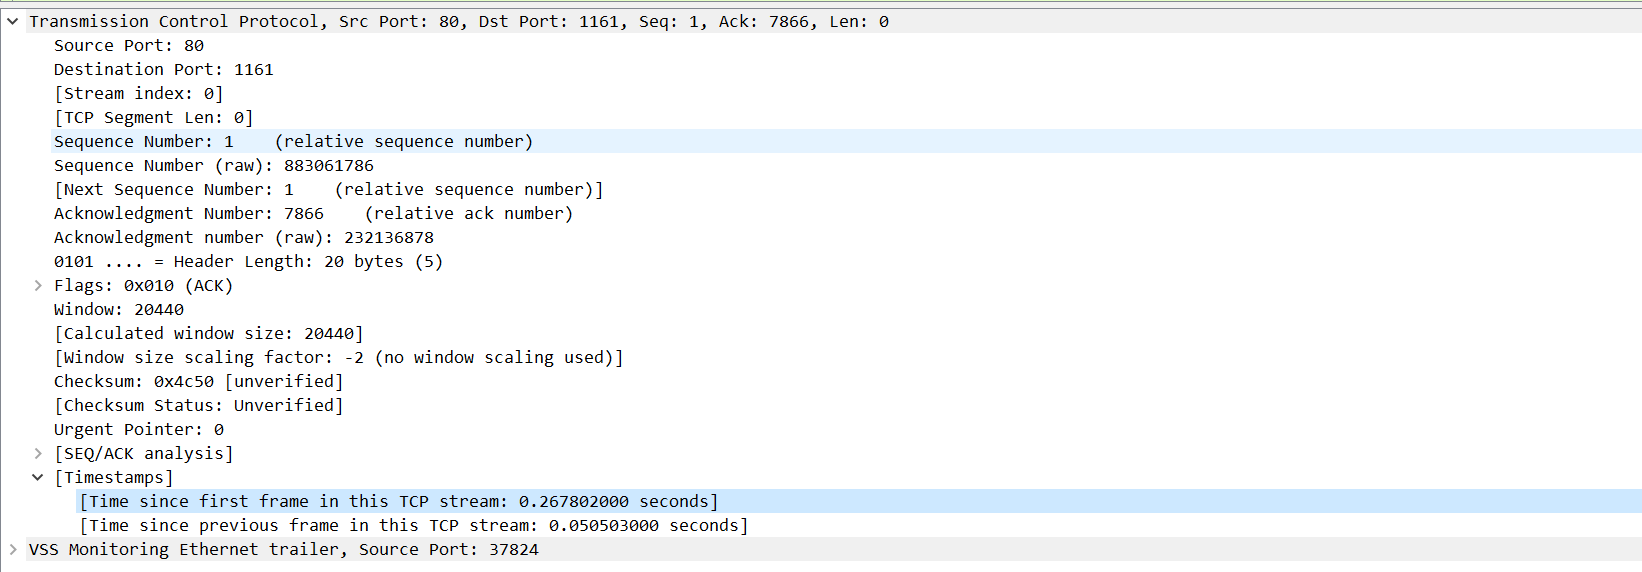 Transmission Control Protocol, Src Port: 80, Dst Port: 1161, Seq: 1, Ack: 7866, Len: 0
Source Port: 80
Destination Port: 1161
[Stream index: 0]
[TCP Segment Len: 0]
Sequence Number: 1    (relative sequence number)
Sequence Number (raw): 883061786
[Next Sequence Number: 1    (relative sequence number)]
Acknowledgment Number: 7866    (relative ack number)
Acknowledgment number (raw): 232136878
0101 .... = Header Length: 20 bytes (5)
Flags: 0x010 (ACK)
Window: 20440
[Calculated window size: 20440]
[Window size scaling factor: -2 (no window scaling used)]
Checksum: 0x4c50 [unverified]
[Checksum Status: Unverified]
Urgent Pointer: 0
[SEQ/ACK analysis]
[Timestamps]
[Time since first frame in this TCP stream: 0.267802000 seconds]
[Time since previous frame in this TCP stream: 0.050503000 seconds]
VSS Monitoring Ethernet trailer, Source Port: 37824